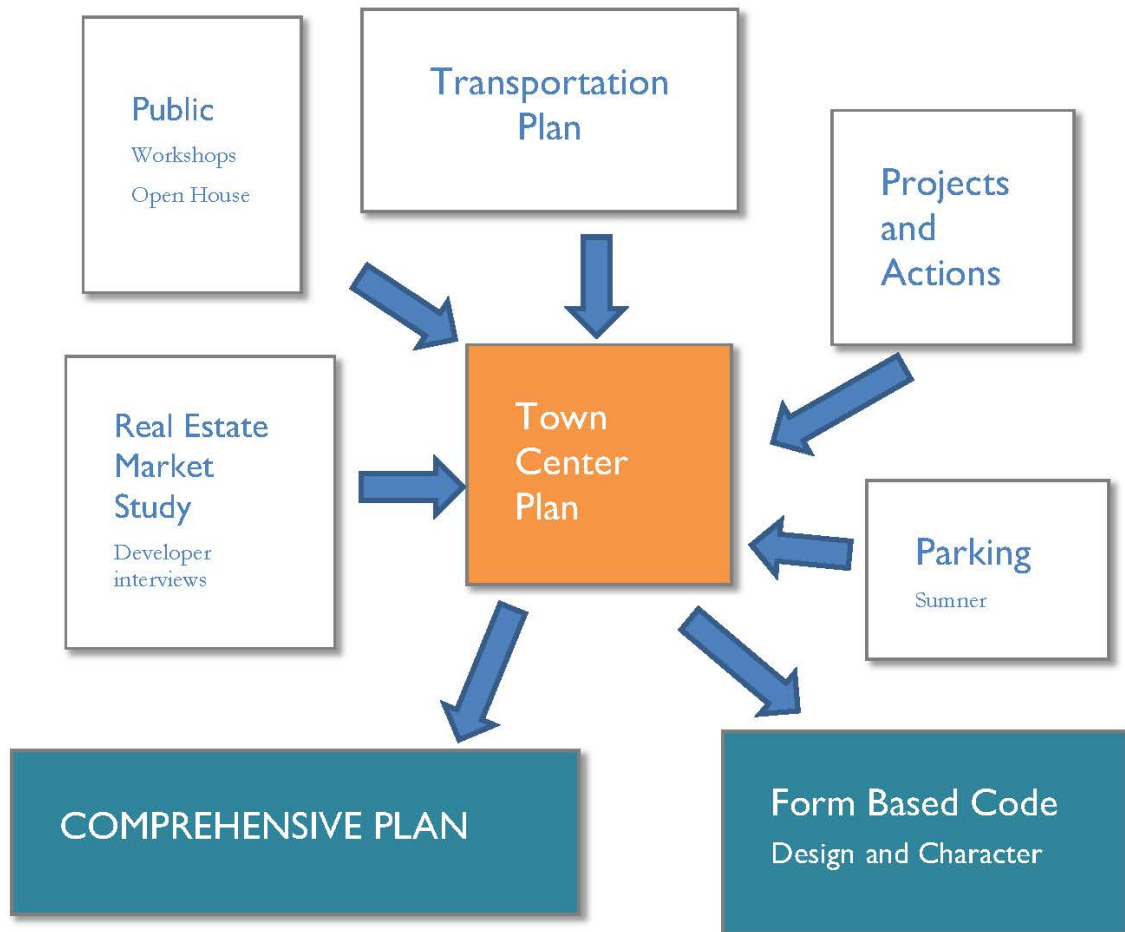 Public
Workshops
Open House
Transportation
Plan
Projects
and
Actions
Real Estate
Market
Study
Developer
interviews
Town
Center
Plan
Parking
Sumner
COMPREHENSIVE PLAN
Form Based Code
Design and Character